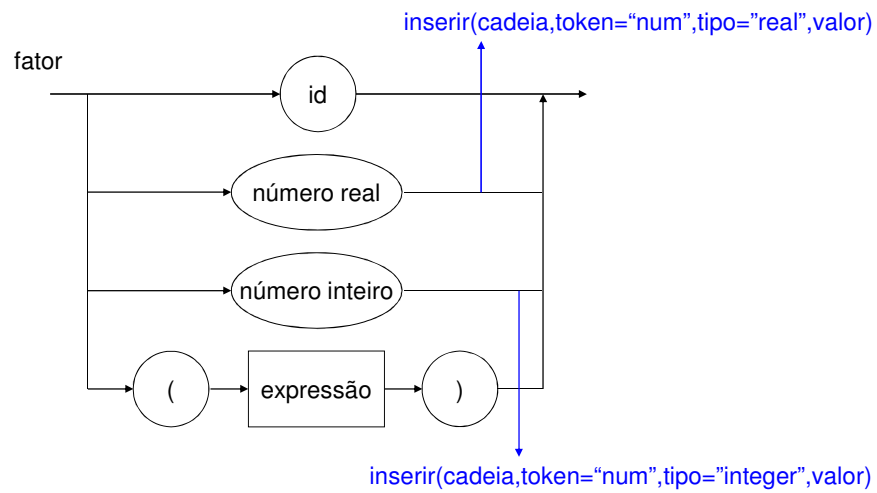 inserir(cadeia,token=“num”,tipo=”real”,valor)
fator
id
número real
número inteiro
( expressão )
inserir(cadeia,token=“num”,tipo=”integer”,valor)